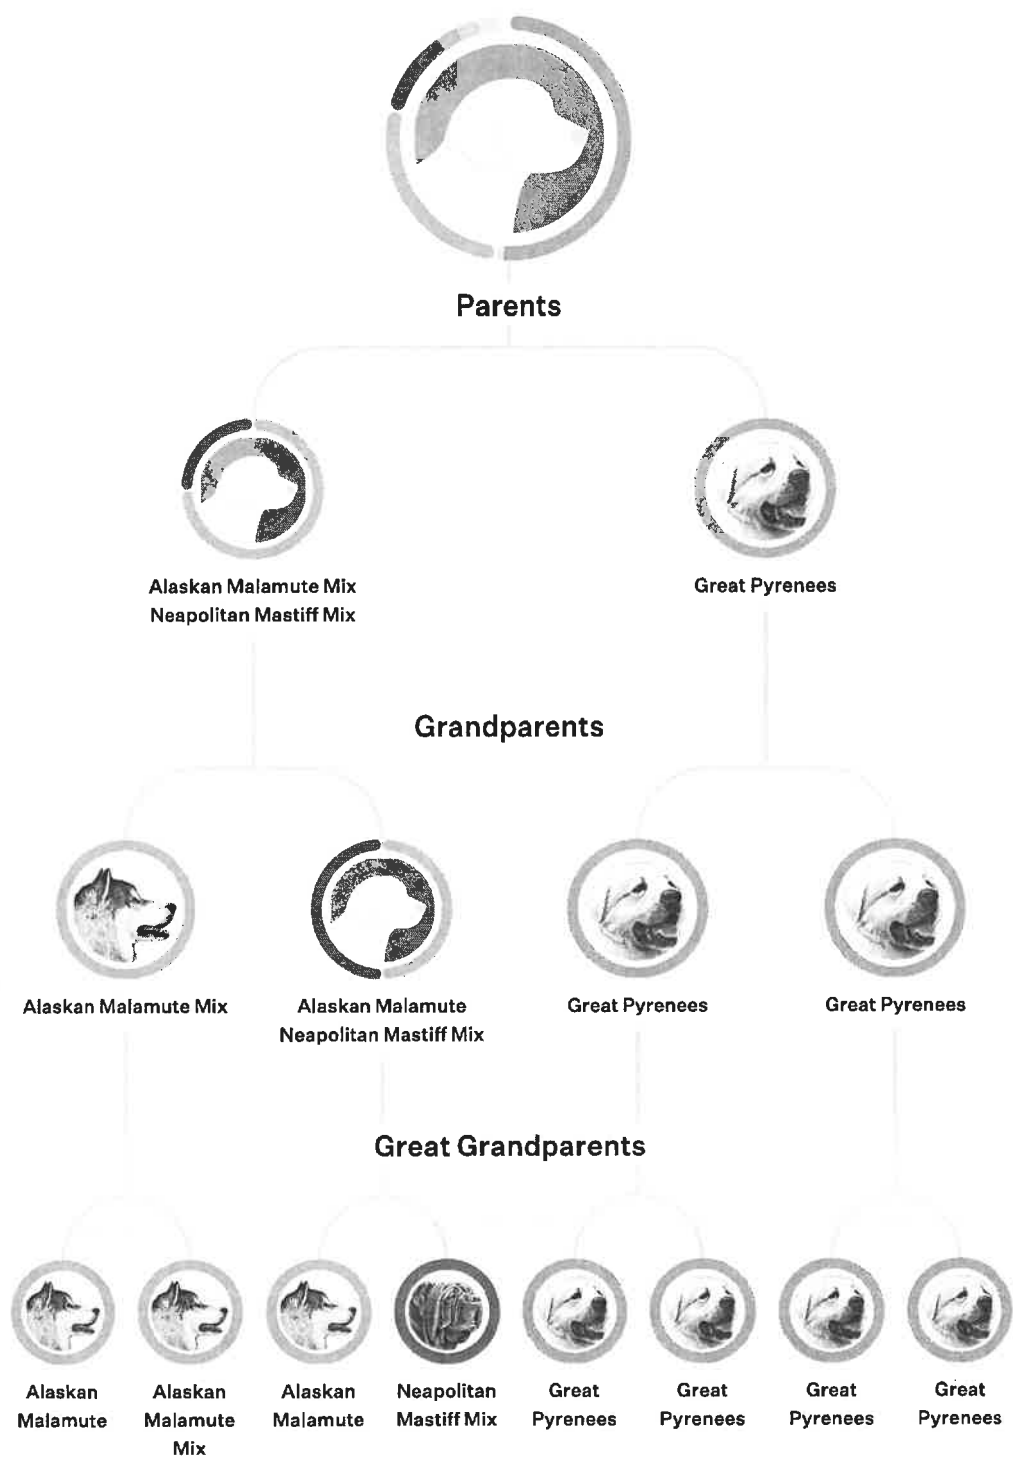 Parents
Alaskan Malamute Mix
Neapolitan Mastiff Mix
Great Pyrenees
Grandparents
Alaskan Malamute Mix
Alaskan Malamute
Neapolitan Mastiff Mix
Great Pyrenees
Great Pyrenees
Great Grandparents
Alaskan
Malamute
Alaskan
Malamute
Mix
Alaskan
Malamute
Neapolitan
Mastiff Mix
Great
Pyrenees
Great
Pyrenees
Great
Pyrenees
Great
Pyrenees